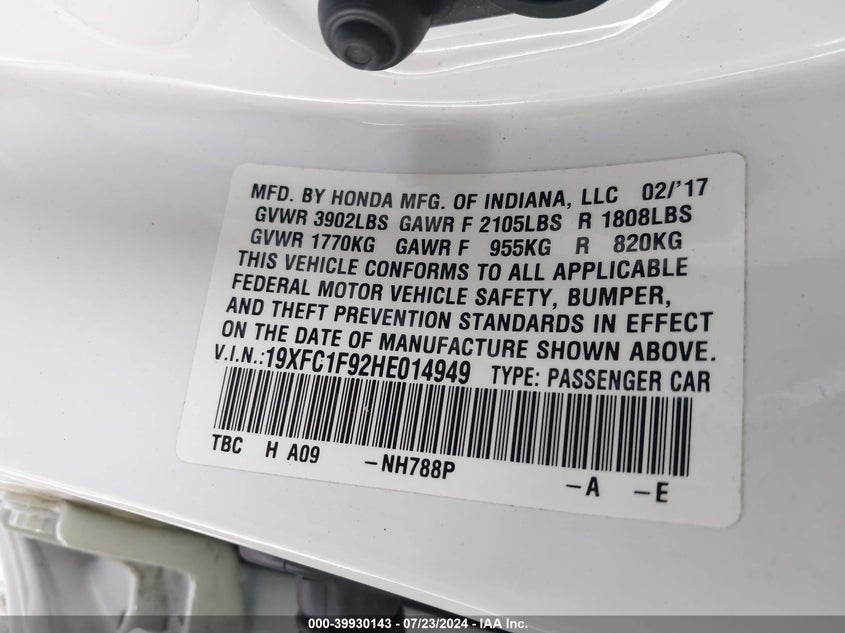 MFD. BY HONDA MFG. OF INDIANA, LLC 02/'17
GVWR 3902LBS GAWR F 2105LBS R 1808LBS
GVWR 1770KG GAWR F 955KG R 820KG
THIS VEHICLE CONFORMS TO ALL APPLICABLE
FEDERAL MOTOR VEHICLE SAFETY, BUMPER,
AND THEFT PREVENTION STANDARDS IN EFFECT
ON THE DATE OF MANUFACTURE SHOWN ABOVE.
V.I.N.:19XFC1F92HE014949 TYPE: PASSENGER CAR
TBC H A09 -NH788P -A -E
000-39930143 - 07/23/2024 - IAA Inc.